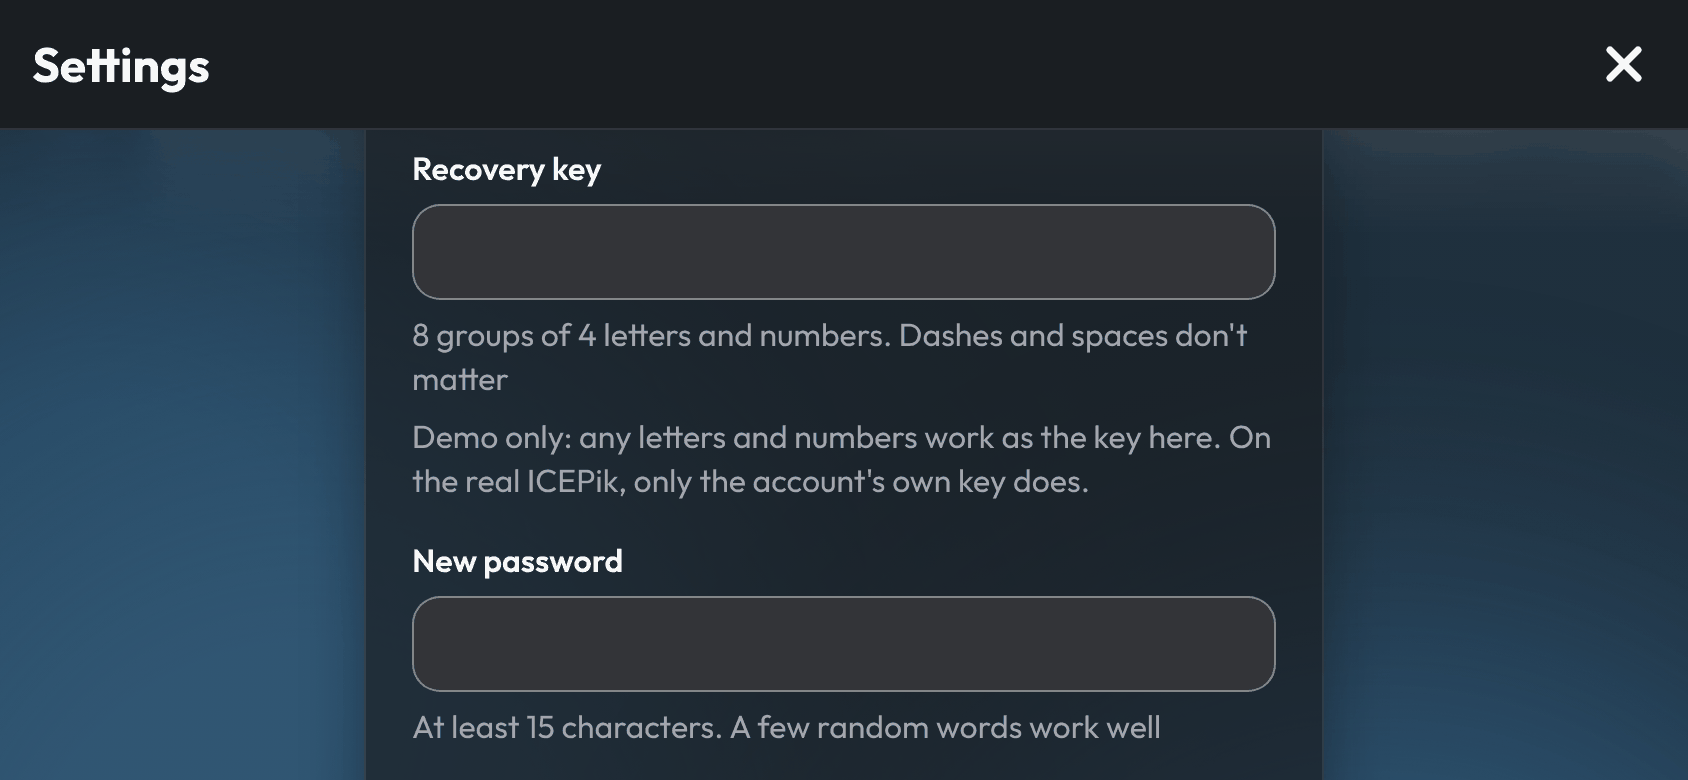 Settings
Recovery key
8 groups of 4 letters and numbers. Dashes and spaces don't
matter
Demo only: any letters and numbers work as the key here. On
the real ICEPik, only the account's own key does.
New password
At least 15 characters. A few random words work well